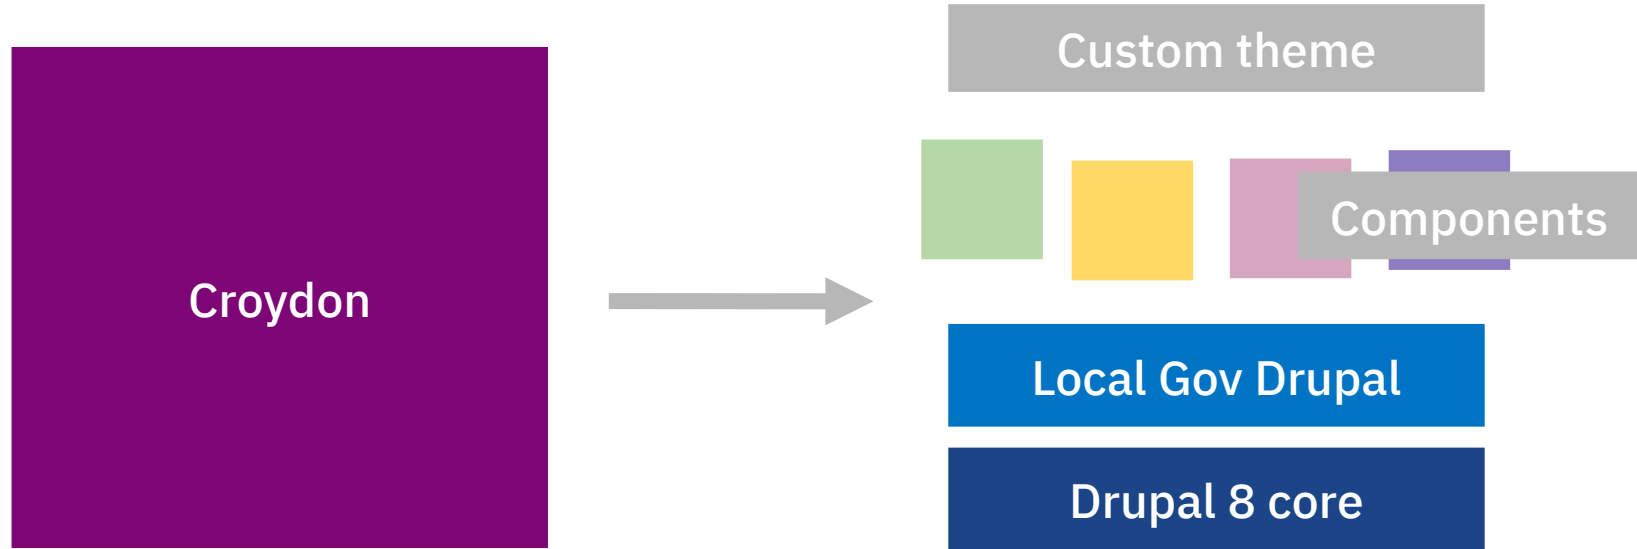 Croydon
Custom theme
Components
Local Gov Drupal
Drupal 8 core